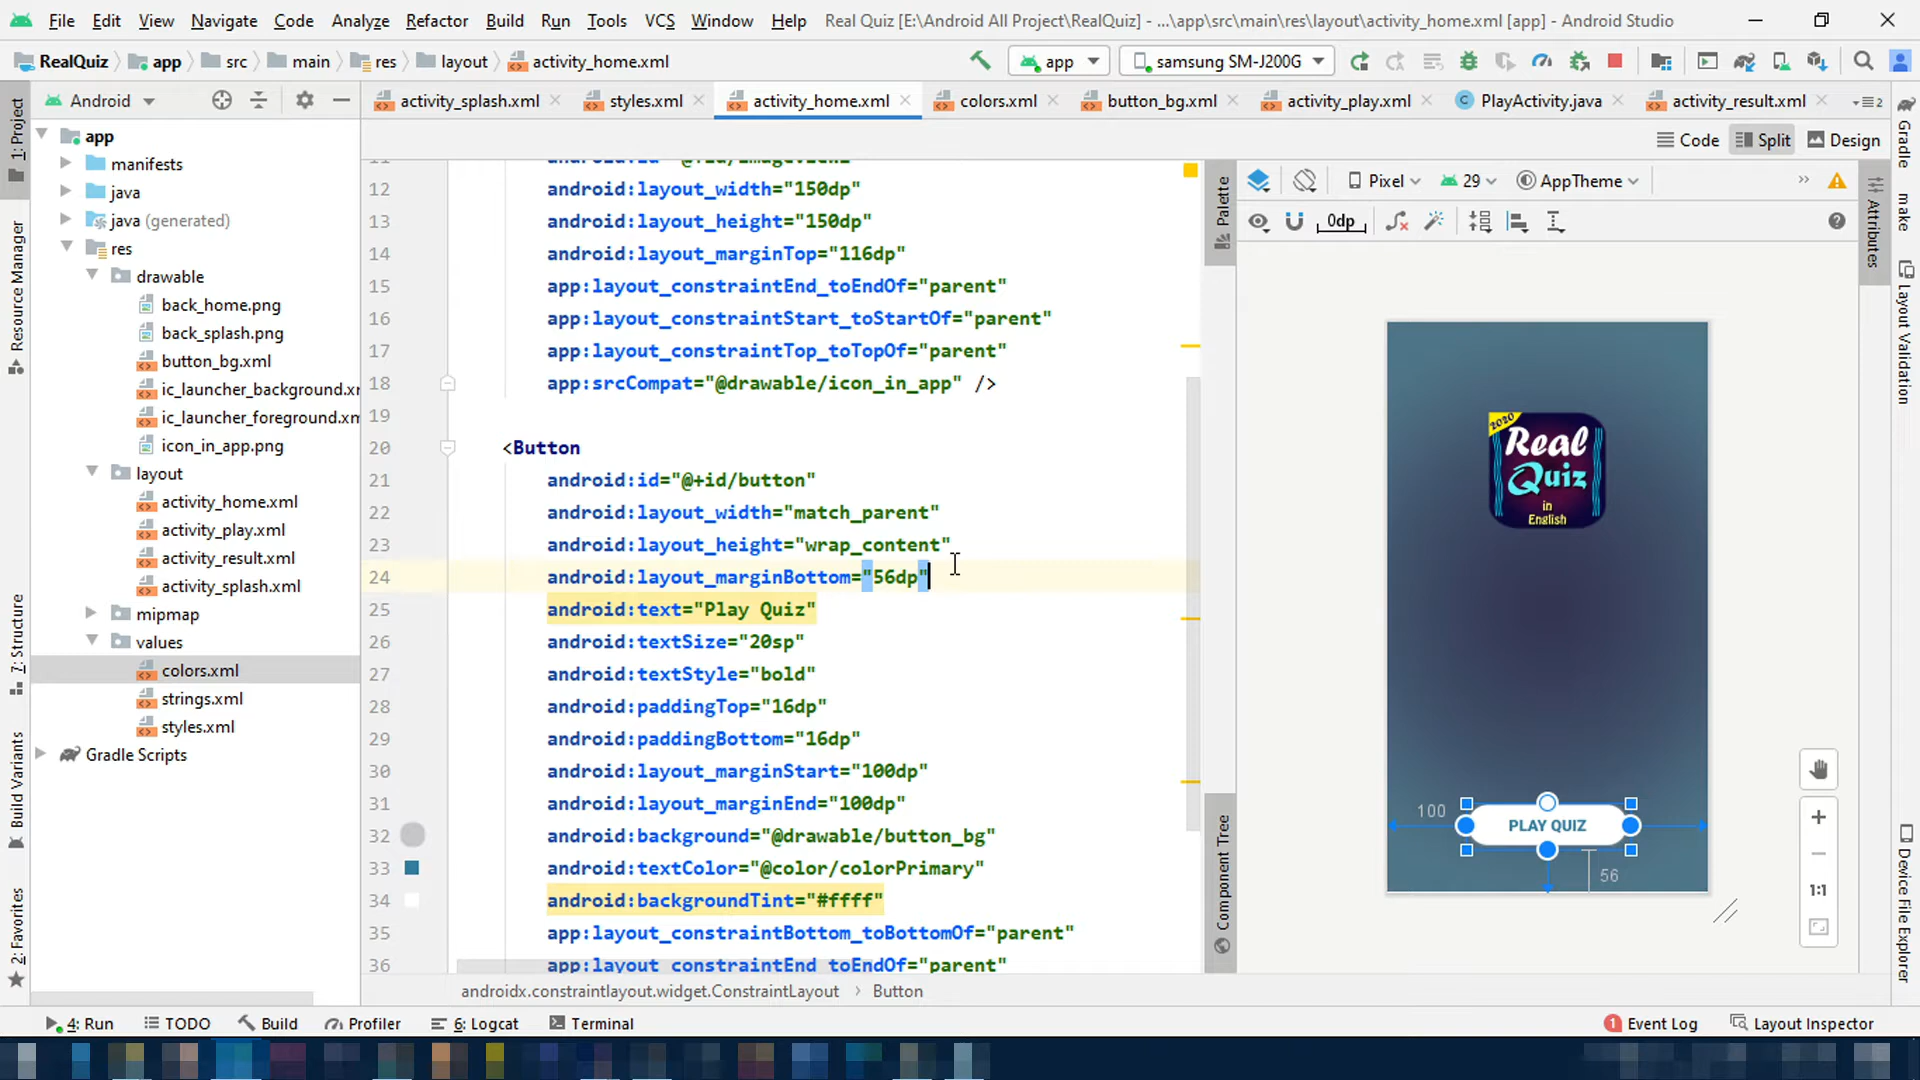 File Edit View Navigate Code Analyze Refactor Build Run Tools VCS Window Help Real Quiz [E:\Android All Project\RealQuiz] - ...\app\src\main\res\layout\activity_home.xml [app] - Android Studio
RealQuiz app src main res layout activity_home.xml app samsung SM-J200G
Android activity_splash.xml styles.xml activity_home.xml colors.xml button_bg.xml activity_play.xml PlayActivity.java activity_result.xml 2
Code Split Design
1: Project
Resource Manager
7: Structure
Build Variants
2: Favorites
app
manifests
java
java (generated)
res
drawable
back_home.png
back_splash.png
button_bg.xml
ic_launcher_background.xr
ic_launcher_foreground.xm
icon_in_app.png
layout
activity_home.xml
activity_play.xml
activity_result.xml
activity_splash.xml
mipmap
values
colors.xml
strings.xml
styles.xml
Gradle Scripts
12 android:layout_width="150dp"
13 android:layout_height="150dp"
14 android:layout_marginTop="116dp"
15 app:layout_constraintEnd_toEndOf="parent"
16 app:layout_constraintStart_toStartOf="parent"
17 app:layout_constraintTop_toTopOf="parent"
18 app:srcCompat="@drawable/icon_in_app" />
19
20 <Button
21 android:id="@+id/button"
22 android:layout_width="match_parent"
23 android:layout_height="wrap_content"
24 android:layout_marginBottom="56dp"
25 android:text="Play Quiz"
26 android:textSize="20sp"
27 android:textStyle="bold"
28 android:paddingTop="16dp"
29 android:paddingBottom="16dp"
30 android:layout_marginStart="100dp"
31 android:layout_marginEnd="100dp"
32 android:background="@drawable/button_bg"
33 android:textColor="@color/colorPrimary"
34 android:backgroundTint="#ffff"
35 app:layout_constraintBottom_toBottomOf="parent"
36 app:layout_constraintEnd_toEndOf="parent"
androidx.constraintlayout.widget.ConstraintLayout Button
Palette
Component Tree
Pixel 29 AppTheme
0dp
2020
Real
Quiz
in
English
100
PLAY QUIZ
56
1:1
Attributes
Gradle
make
Layout Validation
Device File Explorer
4: Run TODO Build Profiler 6: Logcat Terminal 1 Event Log Layout Inspector